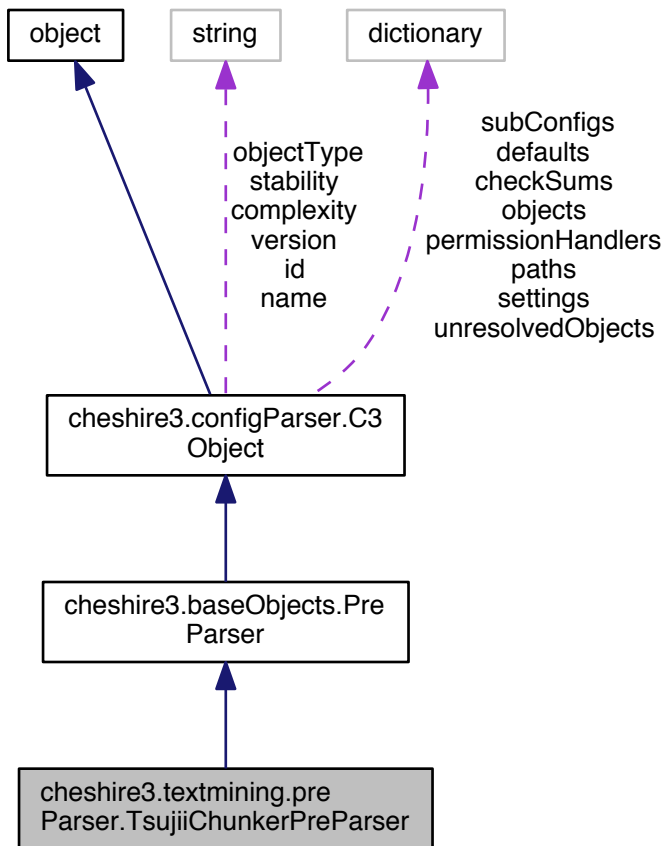 object
string
dictionary
objectType
stability
complexity
version
id
name
subConfigs
defaults
checkSums
objects
permissionHandlers
paths
settings
unresolvedObjects
cheshire3.configParser.C3
Object
cheshire3.baseObjects.Pre
Parser
cheshire3.textmining.pre
Parser.TsujiiChunkerPreParser